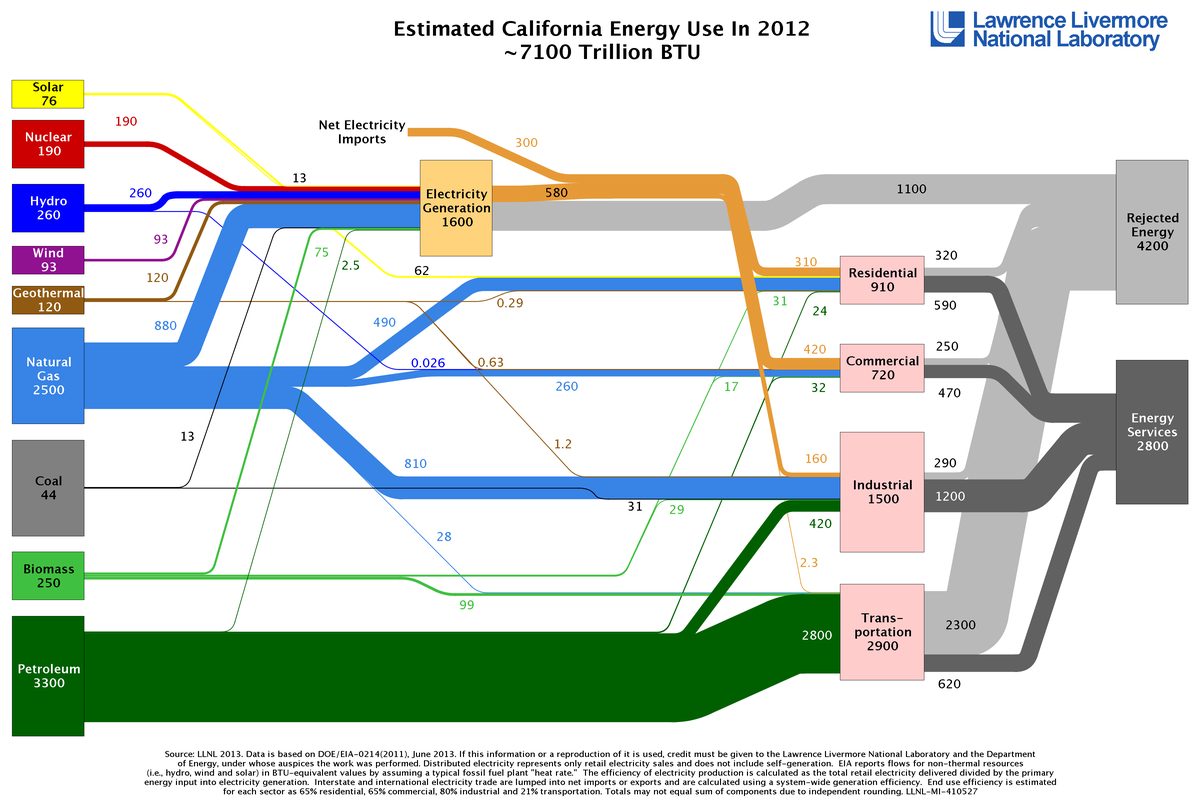 Estimated California Energy Use In 2012
~7100 Trillion BTU
Lawrence Livermore
National Laboratory
Solar
76
Nuclear
190
Hydro
260
Wind
93
Geothermal
120
Natural
Gas
2500
Coal
44
Biomass
250
Petroleum
3300
190
260
93
120
880
13
Net Electricity
Imports
13
75
2.5
62
490
0.026
0.63
0.29
260
810
1.2
28
99
31
29
17
31
24
32
300
580
Electricity
Generation
1600
310
420
160
420
2.3
2800
Residential
910
Commercial
720
Industrial
1500
Trans-
portation
2900
1100
320
590
250
470
290
1200
2300
620
Rejected
Energy
4200
Energy
Services
2800
Source: LLNL 2013. Data is based on DOE/EIA-0214(2011), June 2013. If this information or a reproduction of it is used, credit must be given to the Lawrence Livermore National Laboratory and the Department
of Energy, under whose auspices the work was performed. Distributed electricity represents only retail electricity sales and does not include self-generation. EIA reports flows for non-thermal resources
(i.e., hydro, wind and solar) in BTU-equivalent values by assuming a typical fossil fuel plant "heat rate." The efficiency of electricity production is calculated as the total retail electricity delivered divided by the primary
energy input into electricity generation. Interstate and international electricity trade are lumped into net imports or exports and are calculated using a system-wide generation efficiency. End use efficiency is estimated
for each sector as 65% residential, 65% commercial, 80% industrial and 21% transportation. Totals may not equal sum of components due to independent rounding. LLNL-MI-410527